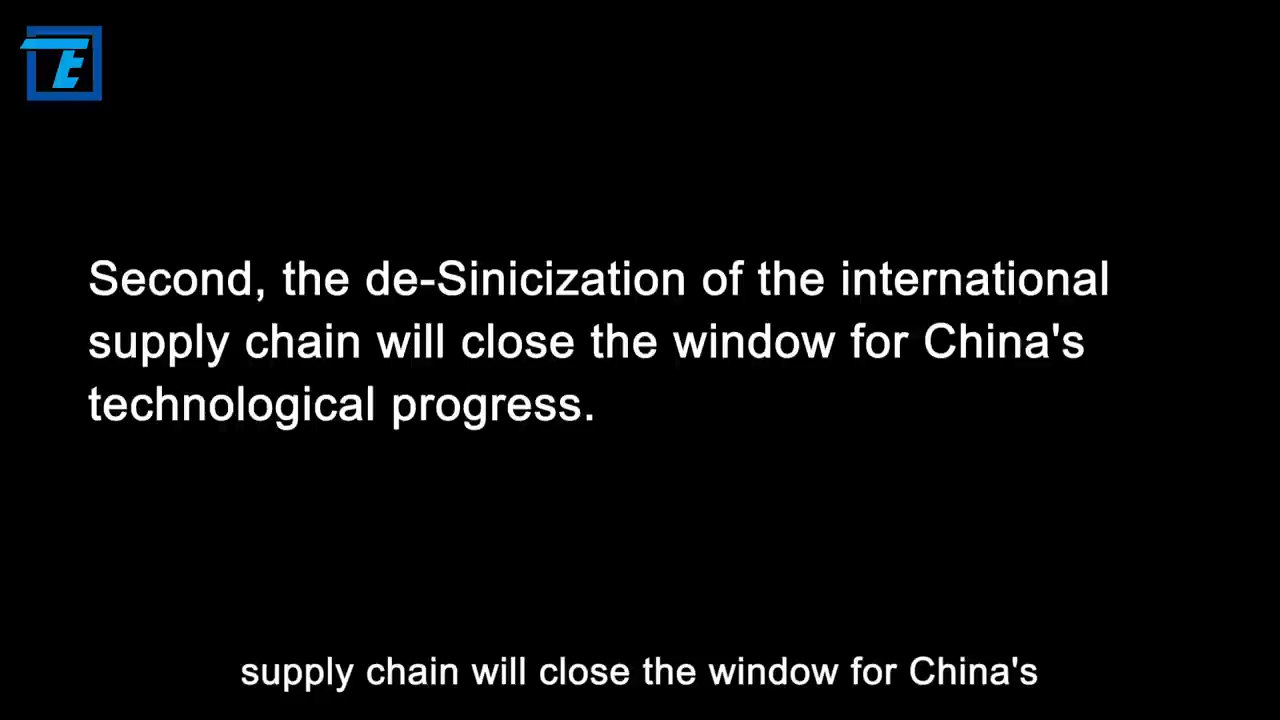 TE
Second, the de-Sinicization of the international
supply chain will close the window for China's
technological progress.
supply chain will close the window for China's